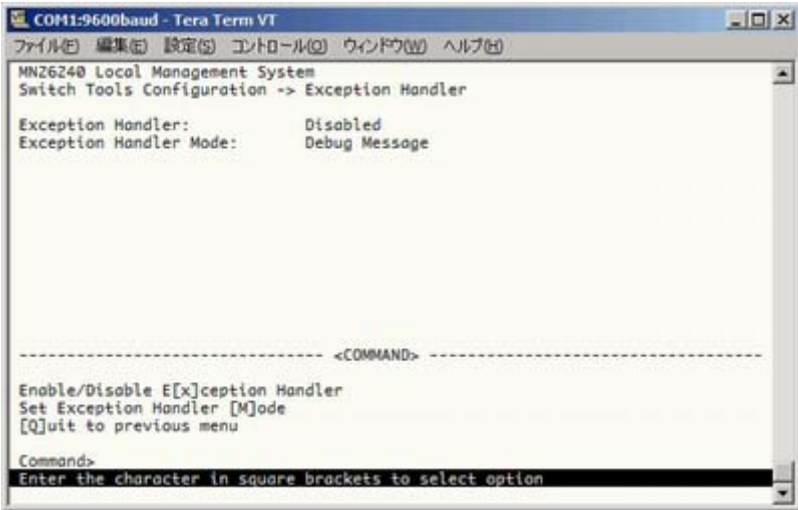 COM1:9600baud - Tera Term VT
ファイル(F) 編集(E) 設定(S) コントロール(O) ウィンドウ(W) ヘルプ(H)
MN26240 Local Management System
Switch Tools Configuration -> Exception Handler
Exception Handler: Disabled
Exception Handler Mode: Debug Message
-------------------------------- <COMMAND> -----------------------------------
Enable/Disable E[x]ception Handler
Set Exception Handler [M]ode
[Q]uit to previous menu
Command>
Enter the character in square brackets to select option